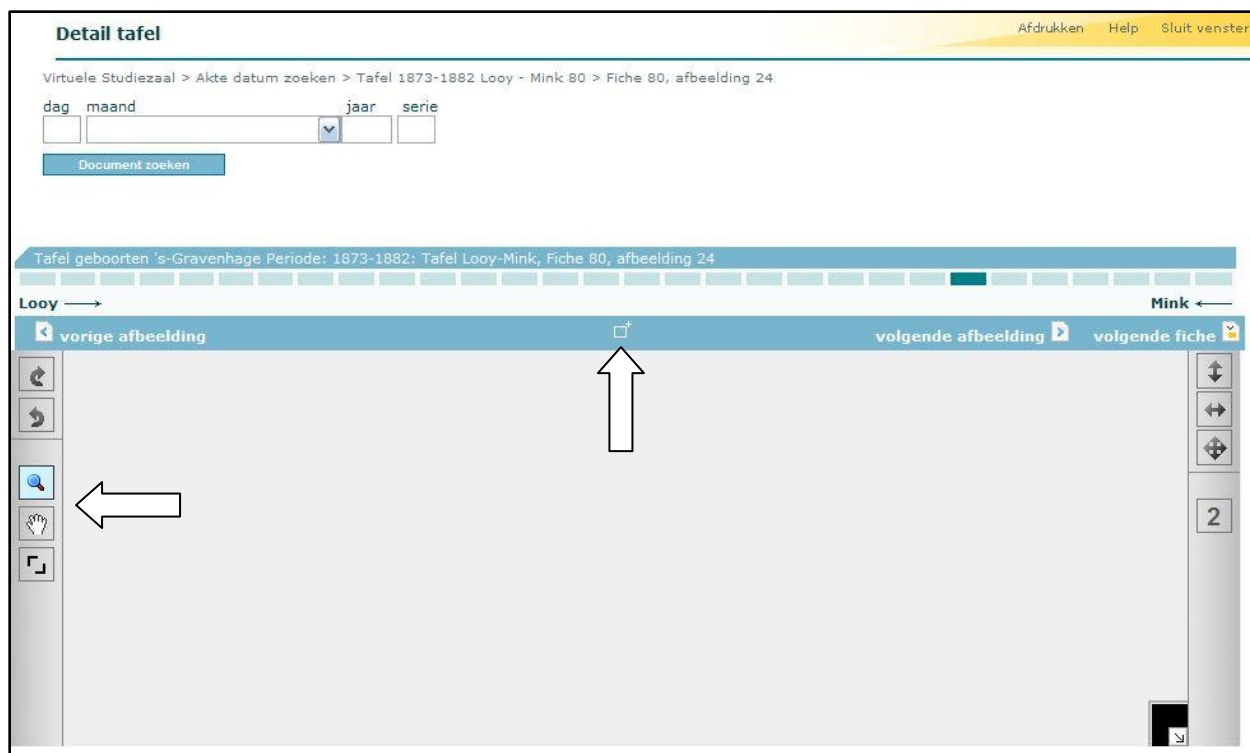 Detail tafel
Afdrukken Help Sluit venster
Virtuele Studiezaal > Akte datum zoeken > Tafel 1873-1882 Looy - Mink 80 > Fiche 80, afbeelding 24
dag maand jaar serie
Document zoeken
Tafel geboorten 's-Gravenhage Periode: 1873-1882: Tafel Looy-Mink, Fiche 80, afbeelding 24
Looy Mink
vorige afbeelding volgende afbeelding volgende fiche
2